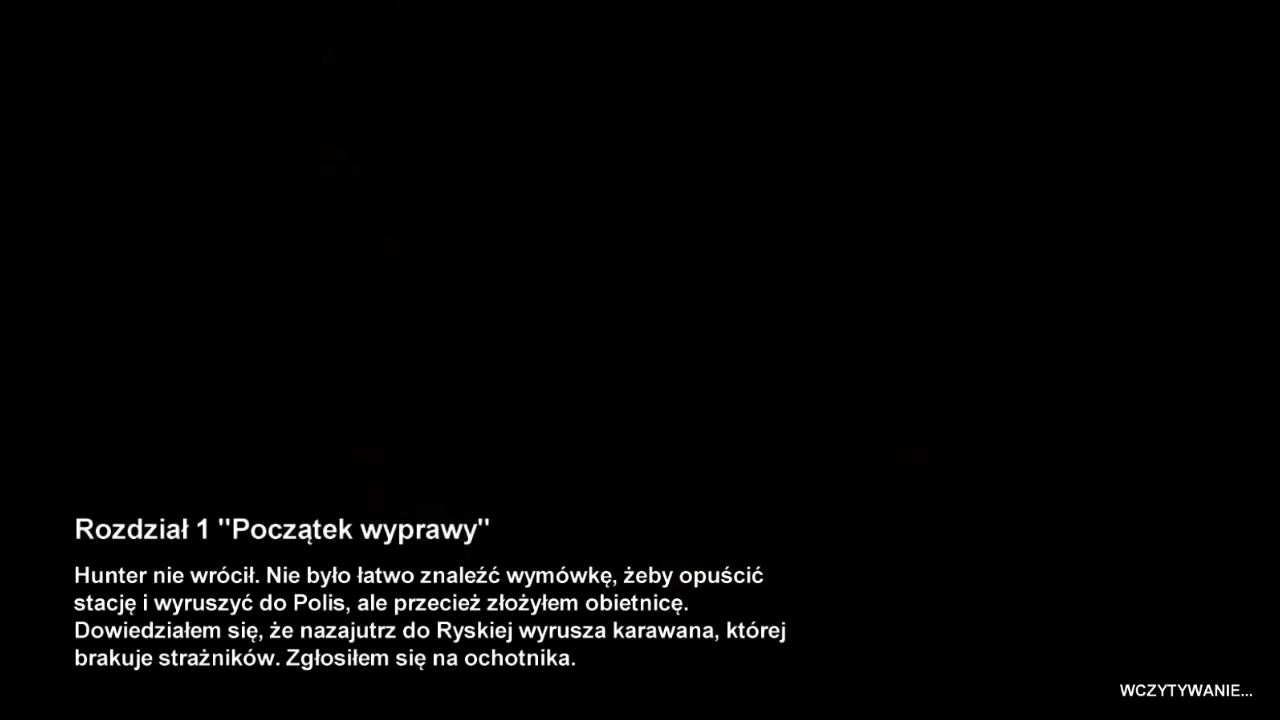 Rozdział 1 "Początek wyprawy"
Hunter nie wrócił. Nie było łatwo znaleźć wymówkę, żeby opuścić
stację i wyruszyć do Polis, ale przecież złożyłem obietnicę.
Dowiedziałem się, że nazajutrz do Ryskiej wyrusza karawana, której
brakuje strażników. Zgłosiłem się na ochotnika.
WCZYTYWANIE...